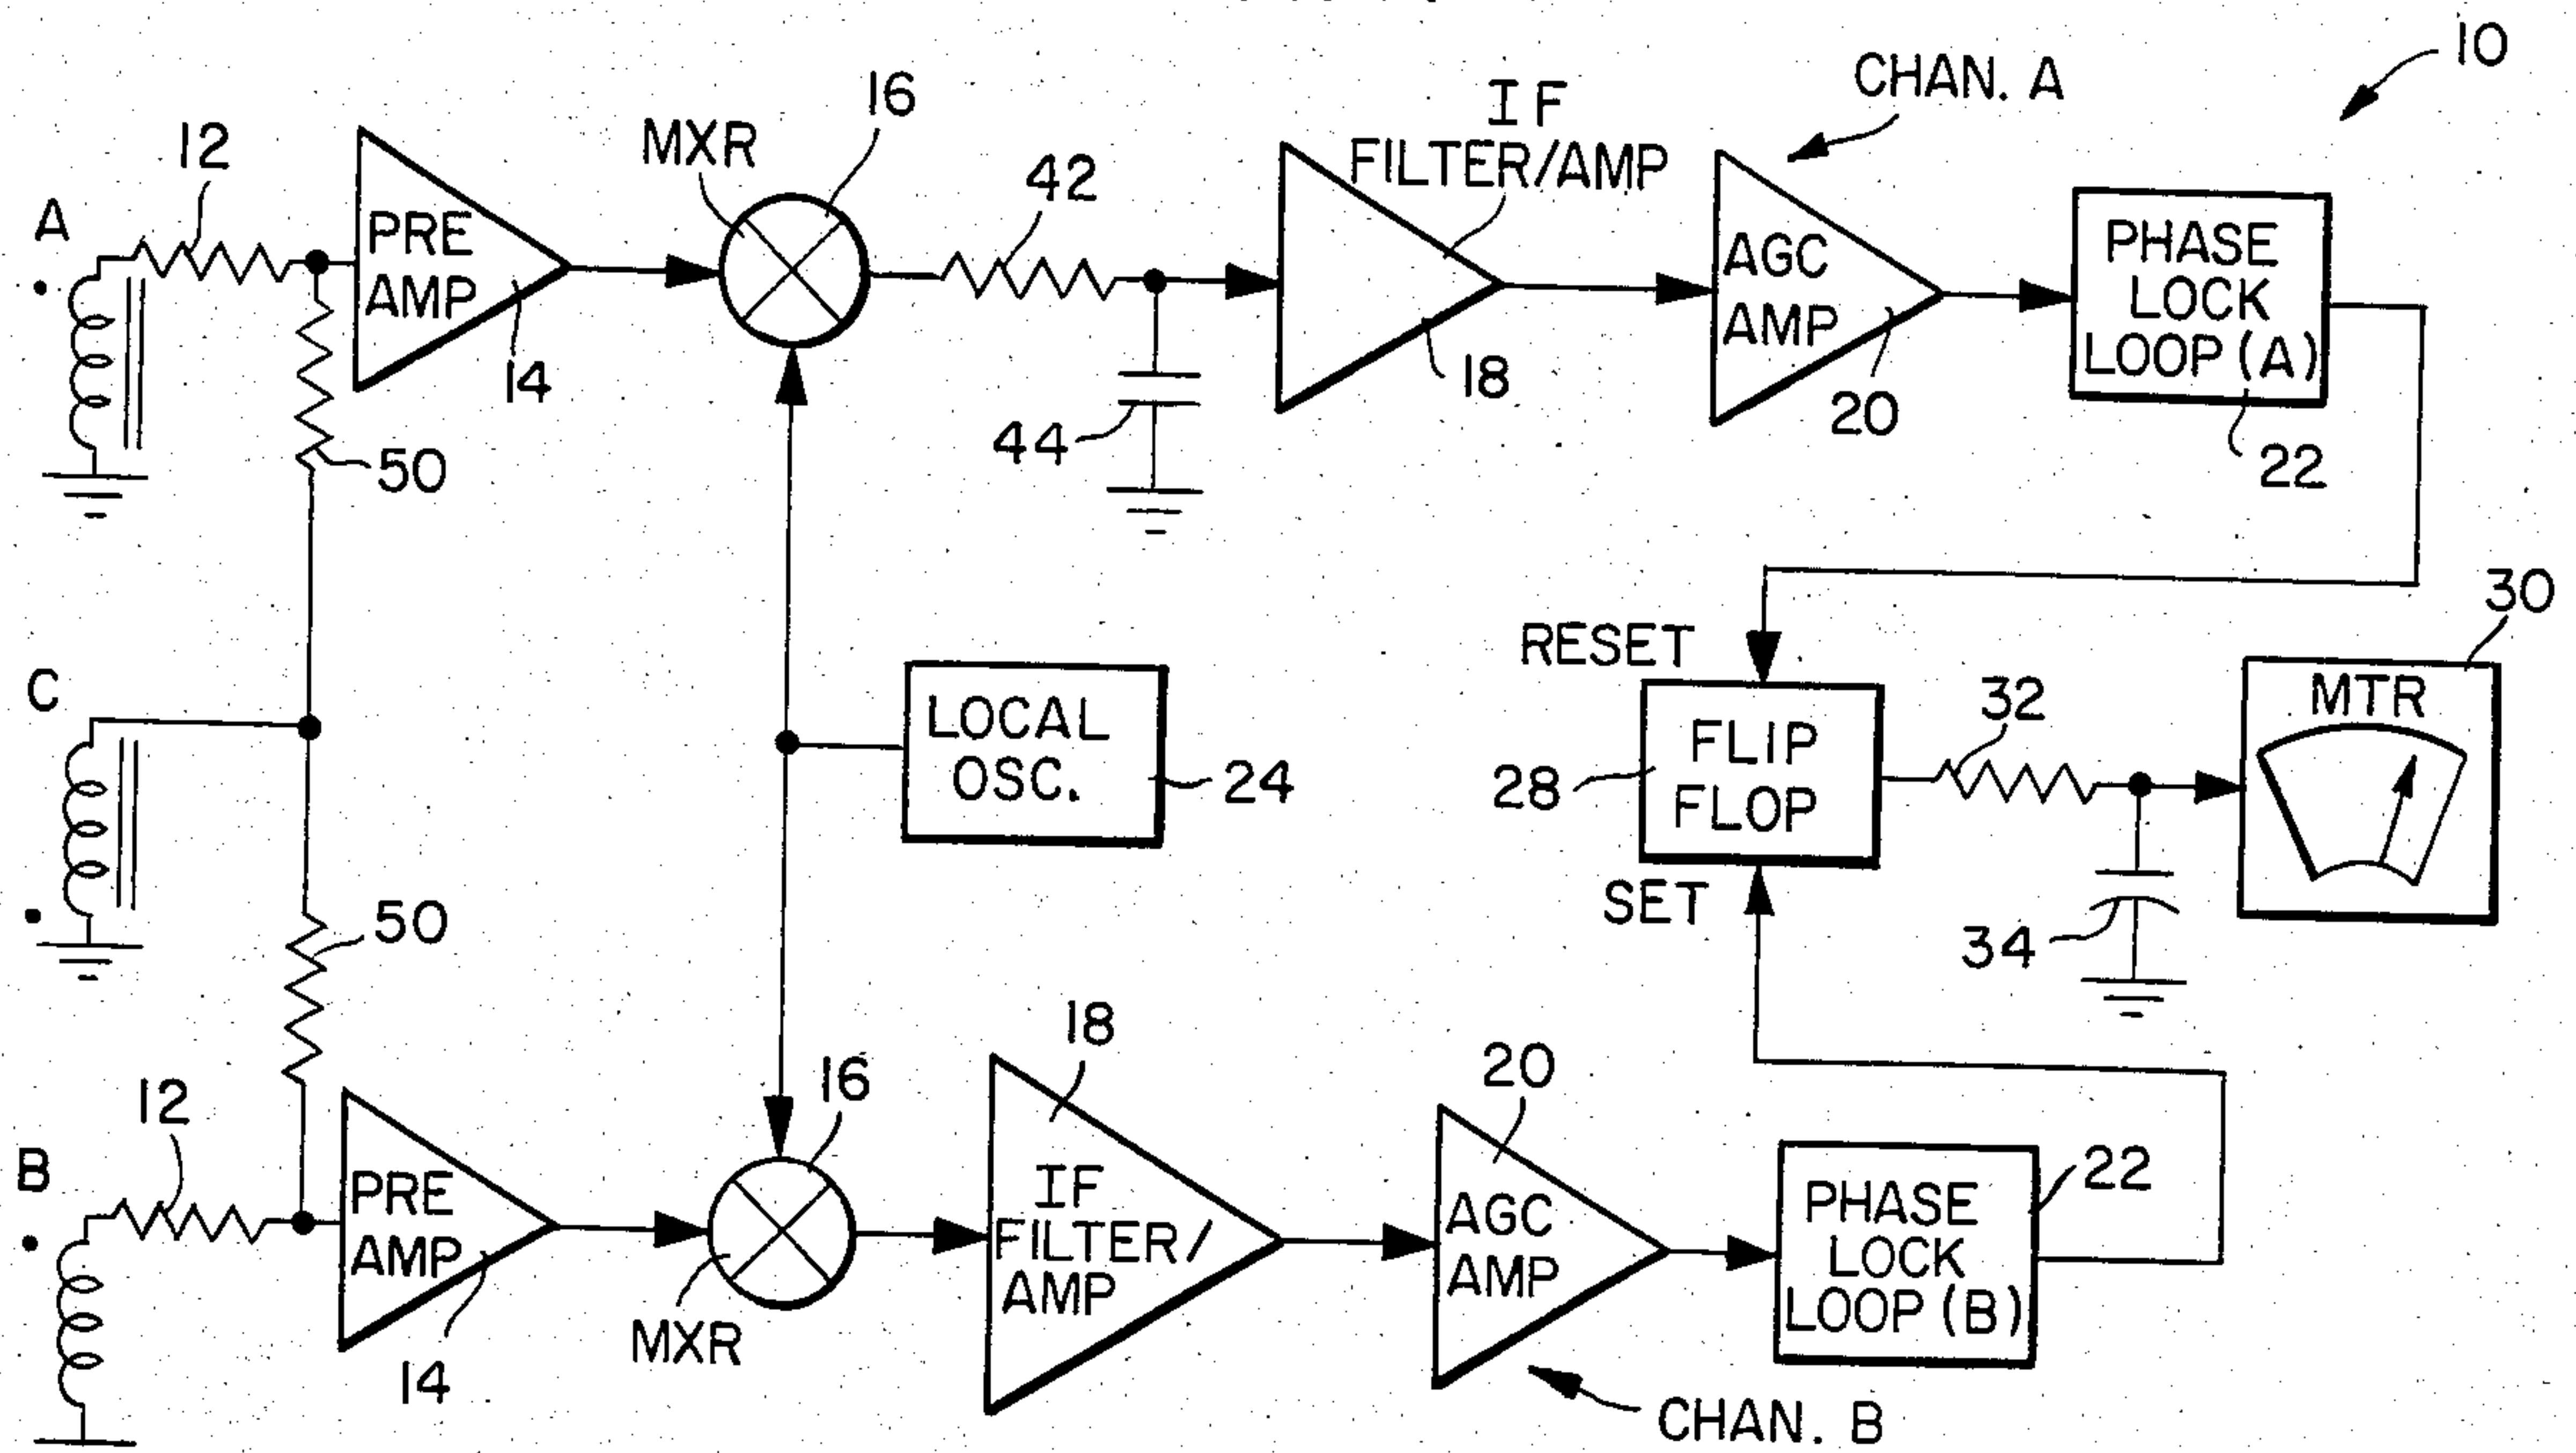 10
CHAN. A
IF
FILTER/AMP
16
MXR
12
42
A
PRE
AMP
14
AGC
AMP
PHASE
LOCK
LOOP (A)
18
20
22
44
50
30
RESET
C
LOCAL
OSC.
24
28
FLIP
FLOP
32
MTR
SET
34
50
18
20
16
12
B
PRE
AMP
14
MXR
IF
FILTER/
AMP
AGC
AMP
PHASE
LOCK
LOOP (B)
22
CHAN. B